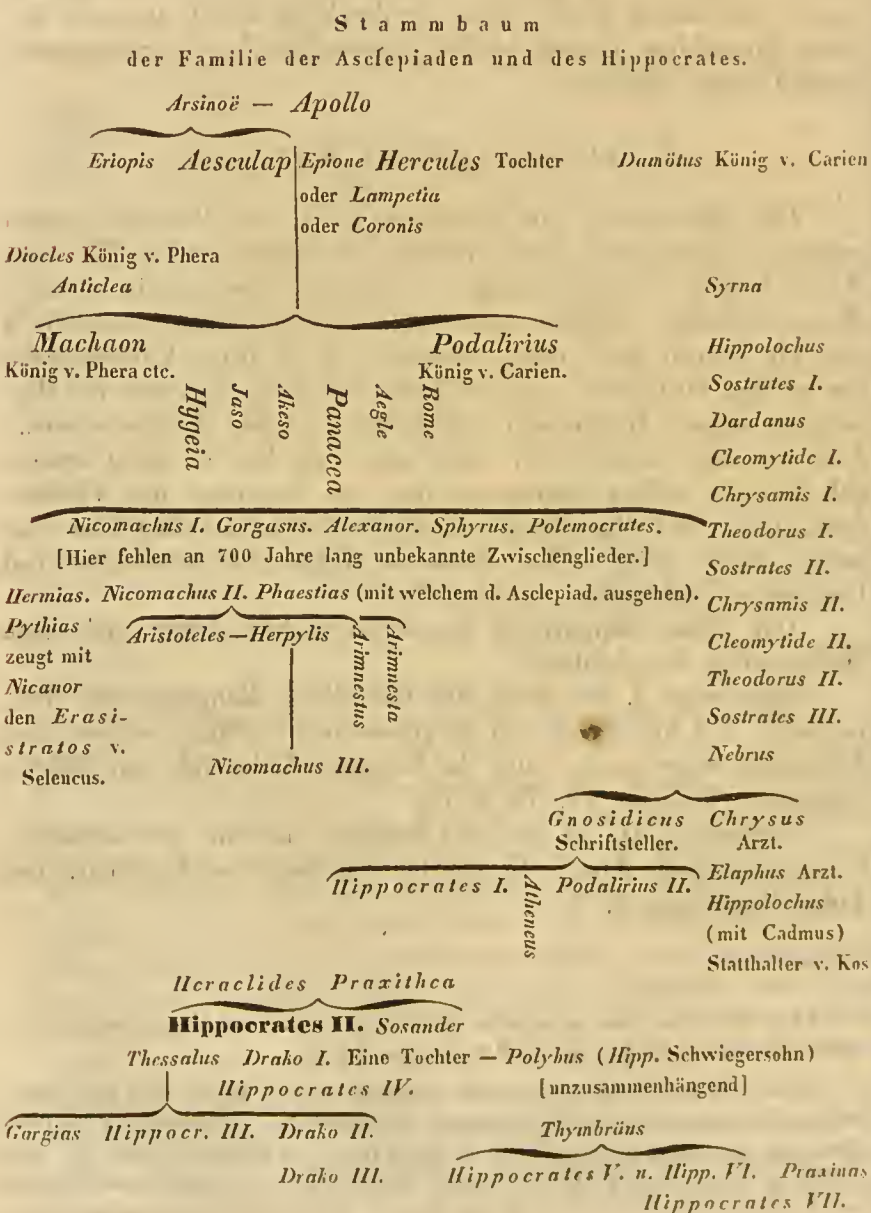 Stammbaum
der Familie der Asclepiaden und des Hippocrates.
Arsinoë — Apollo
Eriopis Aesculap Epione Hercules Tochter Damötus König v. Carien
oder Lampetia
oder Coronis
Diocles König v. Phera
Anticlea Syrna
Machaon Podalirius Hippolochus
König v. Phera etc. König v. Carien.
Hygeia
Jaso
Akeso
Panacea
Aegle
Rome
Sostrutes I.
Dardanus
Cleomytide I.
Chrysamis I.
Nicomachus I. Gorgasus. Alexanor. Sphyrus. Polemocrates. Theodorus I.
[Hier fehlen an 700 Jahre lang unbekannte Zwischenglieder.]
Sostrates II.
Hermias. Nicomachus II. Phaestias (mit welchem d. Asclepiad. ausgehen). Chrysamis II.
Pythias Aristoteles — Herpylis
Arimnestus
Arimnesta
zeugt mit Cleomytide II.
Nicanor Theodorus II.
den Erasi- Sostrates III.
stratos v. Nebrus
Seleucus. Nicomachus III.
Gnosidicus Chrysus
Schriftsteller. Arzt.
Hippocrates I. Podalirius II. Elaphus Arzt.
Atheneus
Hippolochus
(mit Cadmus)
Statthalter v. Kos
Heraclides Praxithea
Hippocrates II. Sosander
Thessalus Drako I. Eine Tochter — Polybus (Hipp. Schwiegersohn)
Hippocrates IV. [unzusammenhängend]
Gorgias Hippocr. III. Drako II. Thymbräus
Drako III. Hippocrates V. u. Hipp. VI. Praxinas
Hippocrates VII.